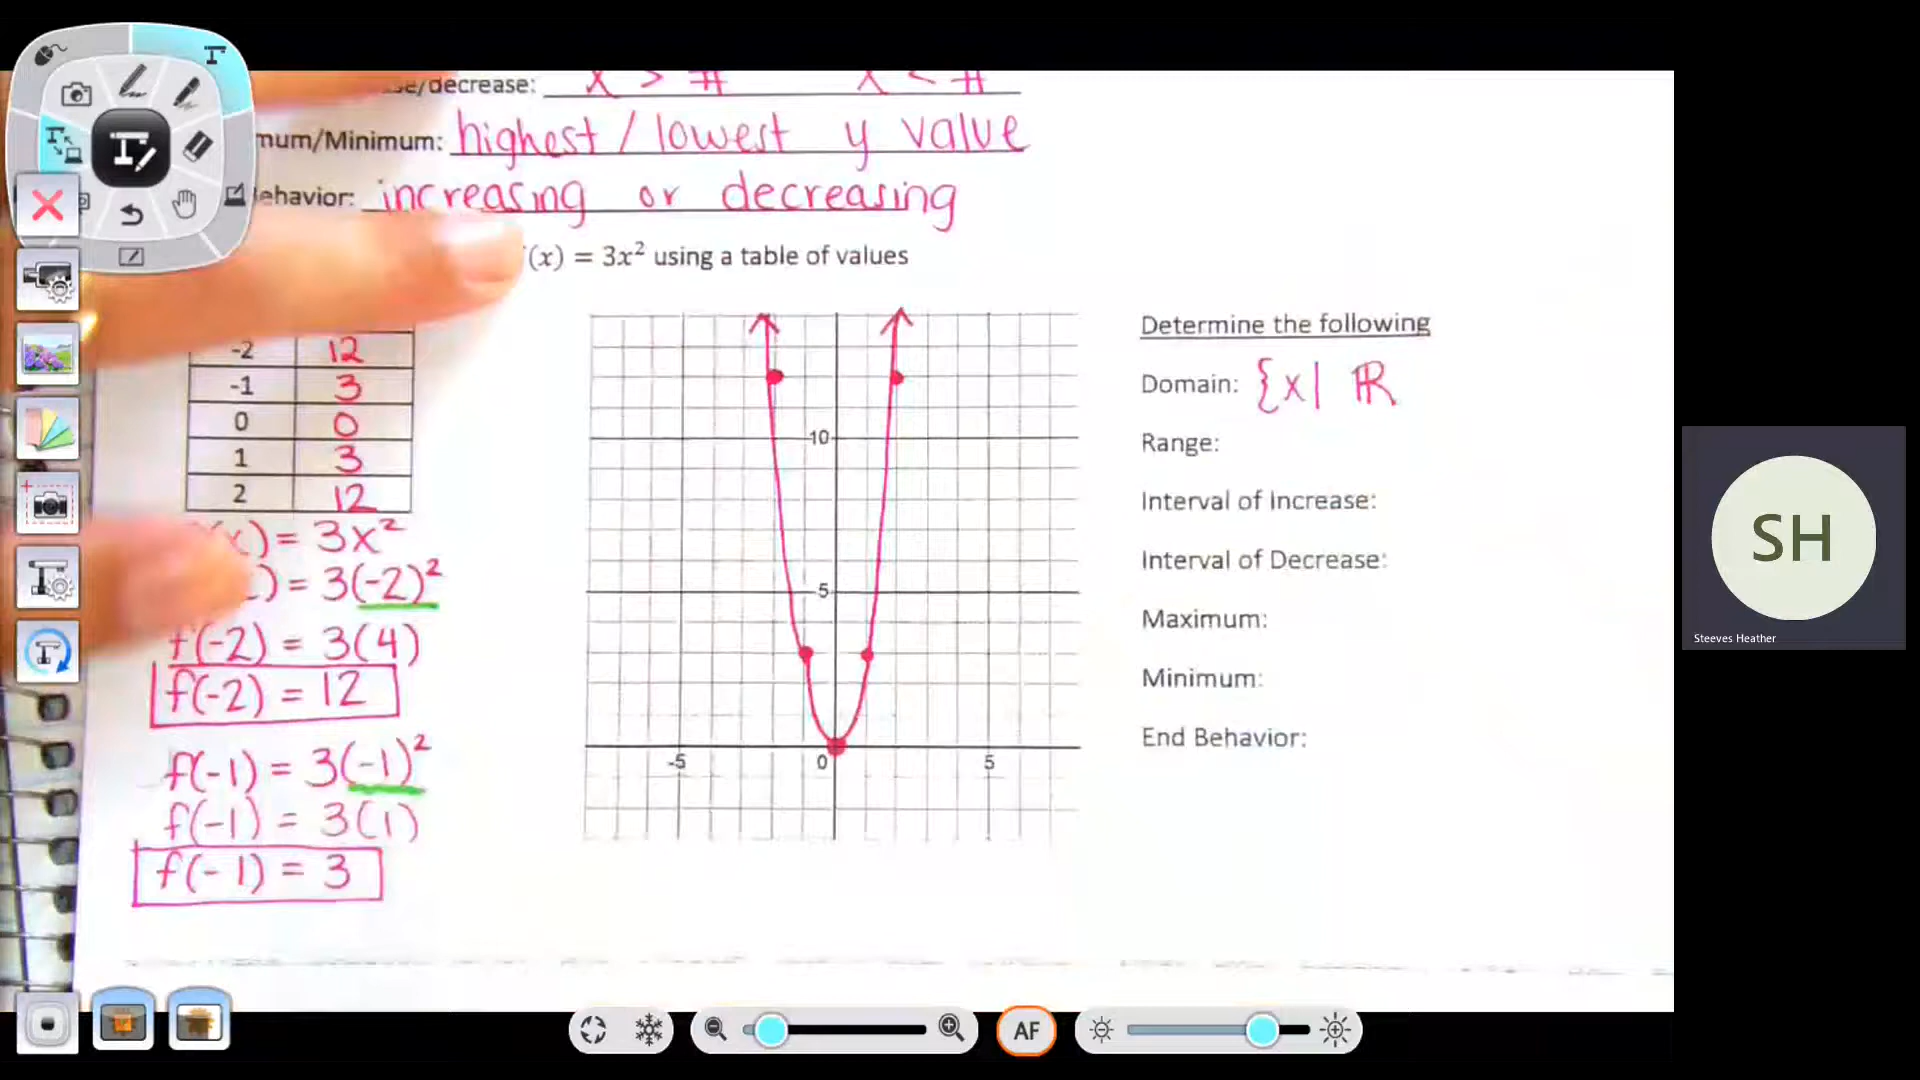 se/decrease: x > # x < #
mum/Minimum: highest / lowest y value
ehavior: increasing or decreasing
(x) = 3x² using a table of values
-2 12
-1 3
0 0
1 3
2 12
(x) = 3x²
) = 3(-2)²
f(-2) = 3(4)
f(-2) = 12
f(-1) = 3(-1)²
f(-1) = 3(1)
f(-1) = 3
10
5
-5 0 5
Determine the following
Domain: {x| ℝ
Range:
Interval of Increase:
Interval of Decrease:
Maximum:
Minimum:
End Behavior:
SH
Steeves Heather
AF